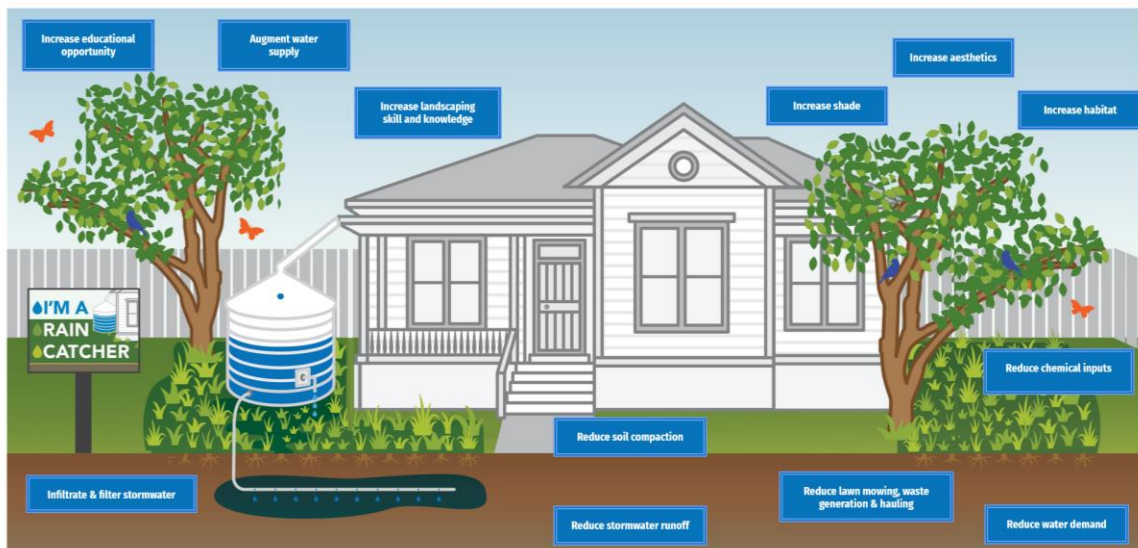 Increase educational
opportunity
Augment water
supply
Increase landscaping
skill and knowledge
Increase aesthetics
Increase shade
Increase habitat
I'M A
RAIN
CATCHER
Reduce chemical inputs
Reduce soil compaction
Infiltrate & filter stormwater
Reduce lawn mowing, waste
generation & hauling
Reduce stormwater runoff
Reduce water demand